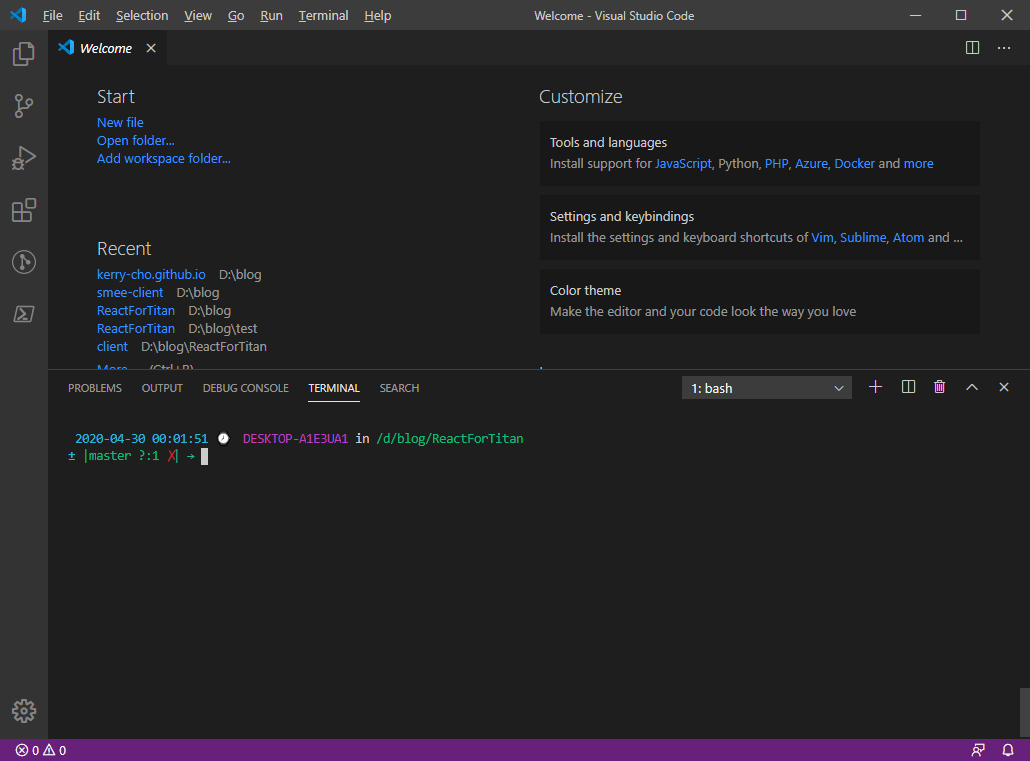 File Edit Selection View Go Run Terminal Help Welcome - Visual Studio Code
Welcome
Start
New file
Open folder...
Add workspace folder...
Recent
kerry-cho.github.io D:\blog
smee-client D:\blog
ReactForTitan D:\blog
ReactForTitan D:\blog\test
client D:\blog\ReactForTitan
More... (Ctrl+R)
Customize
Tools and languages
Install support for JavaScript, Python, PHP, Azure, Docker and more
Settings and keybindings
Install the settings and keyboard shortcuts of Vim, Sublime, Atom and ...
Color theme
Make the editor and your code look the way you love
PROBLEMS OUTPUT DEBUG CONSOLE TERMINAL SEARCH 1: bash
2020-04-30 00:01:51 🕗 DESKTOP-A1E3UA1 in /d/blog/ReactForTitan
± |master ?:1 ✗| →
0 0